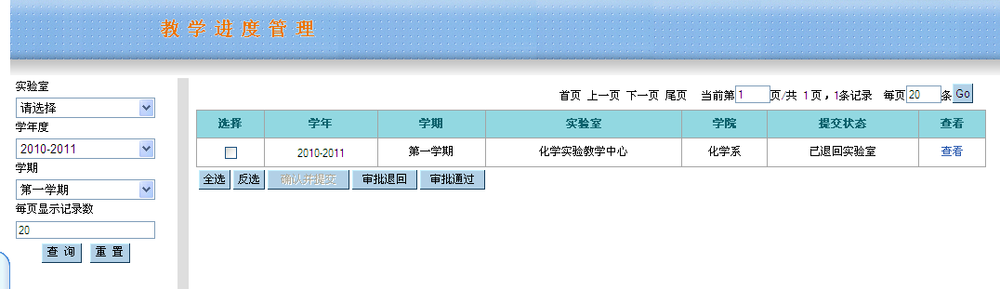 教学进度管理
实验室
请选择
学年度
2010-2011
学期
第一学期
每页显示记录数
20
查 询 重 置
首页 上一页 下一页 尾页 当前第 1 页/共 1 页，1条记录 每页 20 条 Go
选择 学年 学期 实验室 学院 提交状态 查看
2010-2011 第一学期 化学实验教学中心 化学系 已退回实验室 查看
全选 反选 确认并提交 审批退回 审批通过